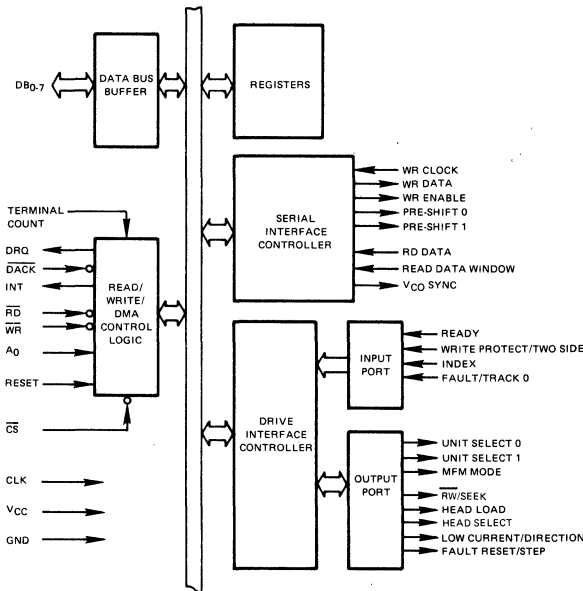 DB0-7
DATA BUS
BUFFER
REGISTERS
TERMINAL
COUNT
DRQ
DACK
INT
RD
WR
A0
RESET
CS
CLK
VCC
GND
READ/
WRITE/
DMA
CONTROL
LOGIC
SERIAL
INTERFACE
CONTROLLER
WR CLOCK
WR DATA
WR ENABLE
PRE-SHIFT 0
PRE-SHIFT 1
RD DATA
READ DATA WINDOW
VCO SYNC
DRIVE
INTERFACE
CONTROLLER
INPUT
PORT
READY
WRITE PROTECT/TWO SIDE
INDEX
FAULT/TRACK 0
OUTPUT
PORT
UNIT SELECT 0
UNIT SELECT 1
MFM MODE
RW/SEEK
HEAD LOAD
HEAD SELECT
LOW CURRENT/DIRECTION
FAULT RESET/STEP